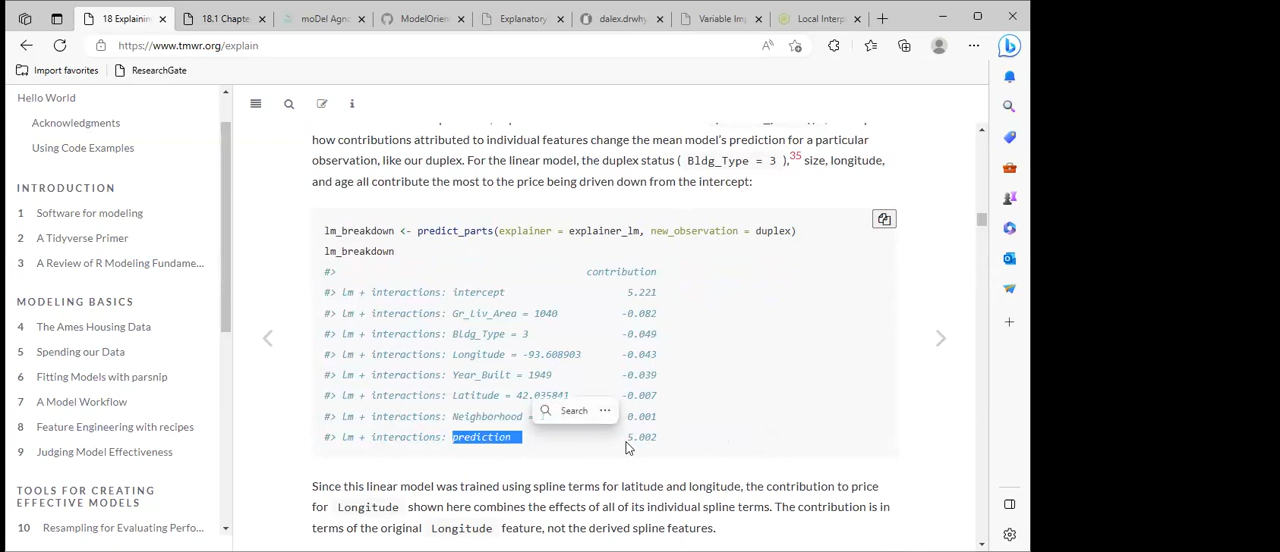 18 Explainin
18.1 Chapte
moDel Agno
ModelOrien
Explanatory
dalex.drwhy
Variable Im
Local Interp
https://www.tmwr.org/explain
Import favorites
ResearchGate
Hello World
Acknowledgments
Using Code Examples
INTRODUCTION
1 Software for modeling
2 A Tidyverse Primer
3 A Review of R Modeling Fundame...
MODELING BASICS
4 The Ames Housing Data
5 Spending our Data
6 Fitting Models with parsnip
7 A Model Workflow
8 Feature Engineering with recipes
9 Judging Model Effectiveness
TOOLS FOR CREATING
EFFECTIVE MODELS
10 Resampling for Evaluating Perfo...
how contributions attributed to individual features change the mean model's prediction for a particular
observation, like our duplex. For the linear model, the duplex status ( Bldg_Type = 3 ),35 size, longitude,
and age all contribute the most to the price being driven down from the intercept:
lm_breakdown <- predict_parts(explainer = explainer_lm, new_observation = duplex)
lm_breakdown
#> contribution
#> lm + interactions: intercept 5.221
#> lm + interactions: Gr_Liv_Area = 1040 -0.082
#> lm + interactions: Bldg_Type = 3 -0.049
#> lm + interactions: Longitude = -93.608903 -0.043
#> lm + interactions: Year_Built = 1949 -0.039
#> lm + interactions: Latitude = 42.035841 -0.007
#> lm + interactions: Neighborhood = 0.001
#> lm + interactions: prediction 5.002
Search
Since this linear model was trained using spline terms for latitude and longitude, the contribution to price
for Longitude shown here combines the effects of all of its individual spline terms. The contribution is in
terms of the original Longitude feature, not the derived spline features.